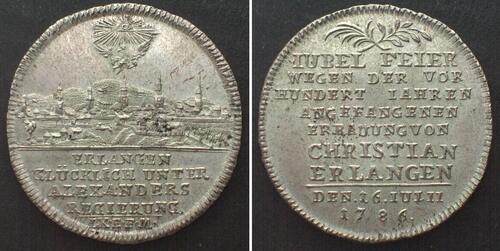 ERLANGEN
GLÜCKLICH UNTER
ALEXANDERS
REGIERUNG
IUBEL FEIER
WEGEN DER VOR
HUNDERT IAHREN
ANGEFANGENEN
ERBAUUNG VON
CHRISTIAN
ERLANGEN
DEN 16 IULII
1786.